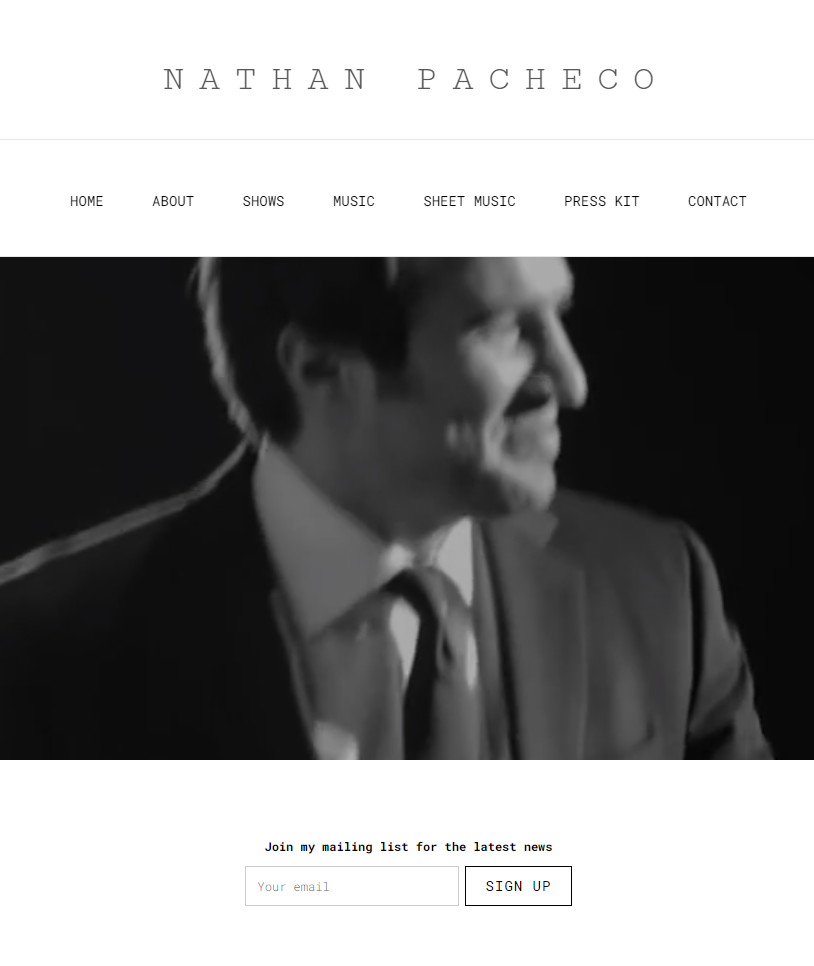 NATHAN PACHECO
HOME ABOUT SHOWS MUSIC SHEET MUSIC PRESS KIT CONTACT
Join my mailing list for the latest news
Your email SIGN UP